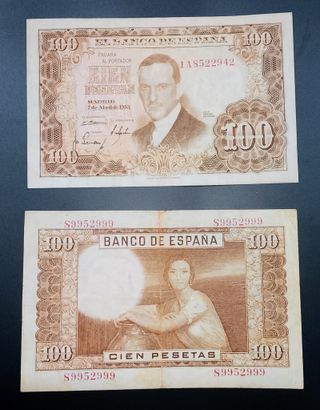 100 EL BANCO DE ESPAÑA 100
PAGARÁ
AL PORTADOR
1A8522942
CIEN
PESETAS
MADRID
7 de Abril de 1953
100
100
S9952999 S9952999
100 BANCO DE ESPAÑA 100
100 CIEN PESETAS 100
S9952999 S9952999